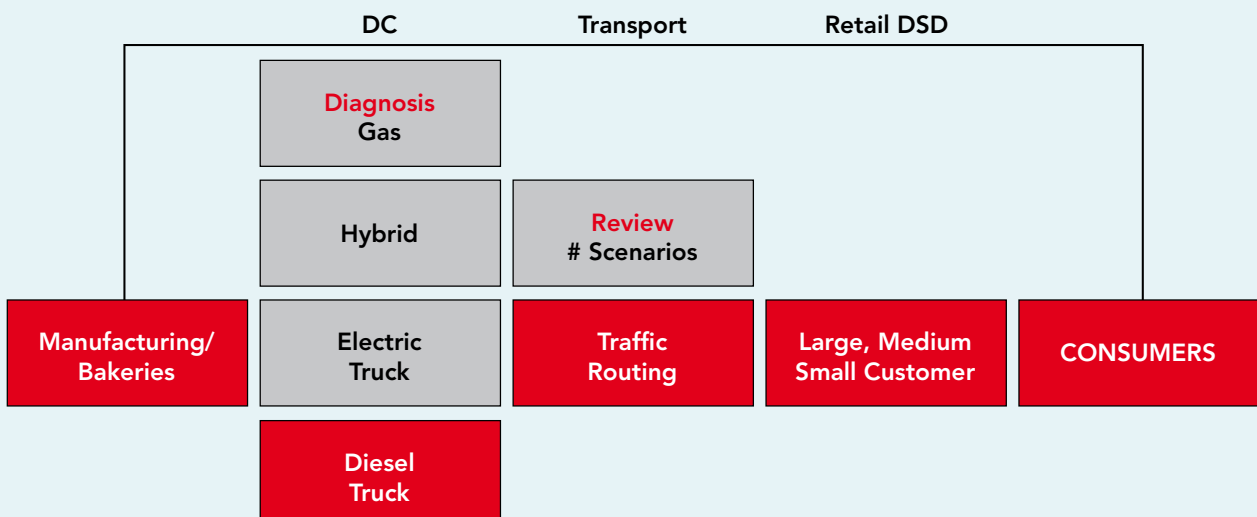 DC
Transport
Retail DSD
Diagnosis
Gas
Hybrid
Review
# Scenarios
Manufacturing/
Bakeries
Electric
Truck
Traffic
Routing
Large, Medium
Small Customer
CONSUMERS
Diesel
Truck